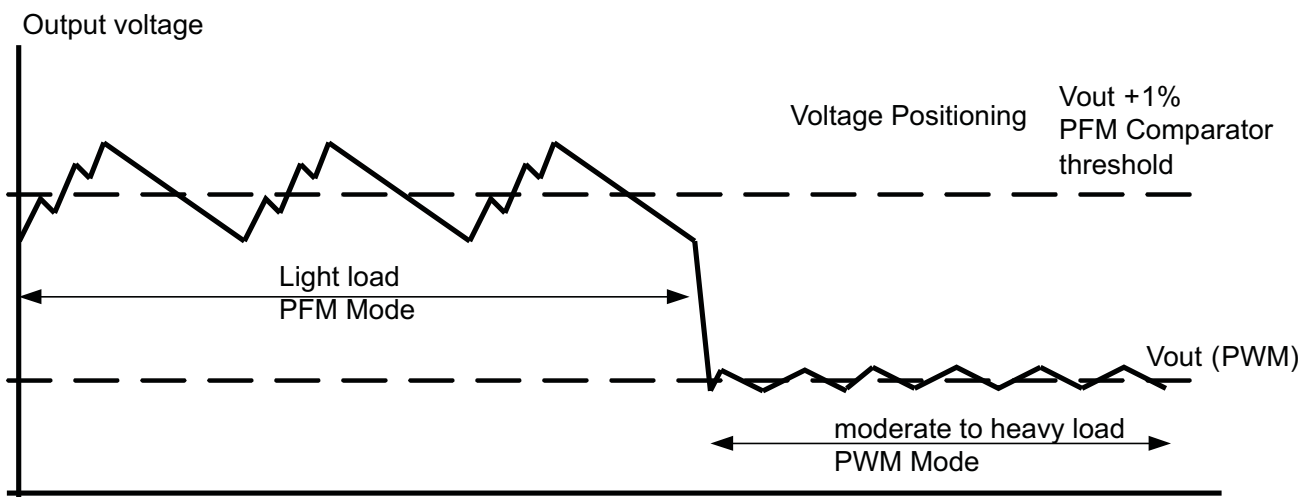 Output voltage
Voltage Positioning
Vout +1%
PFM Comparator
threshold
Light load
PFM Mode
Vout (PWM)
moderate to heavy load
PWM Mode